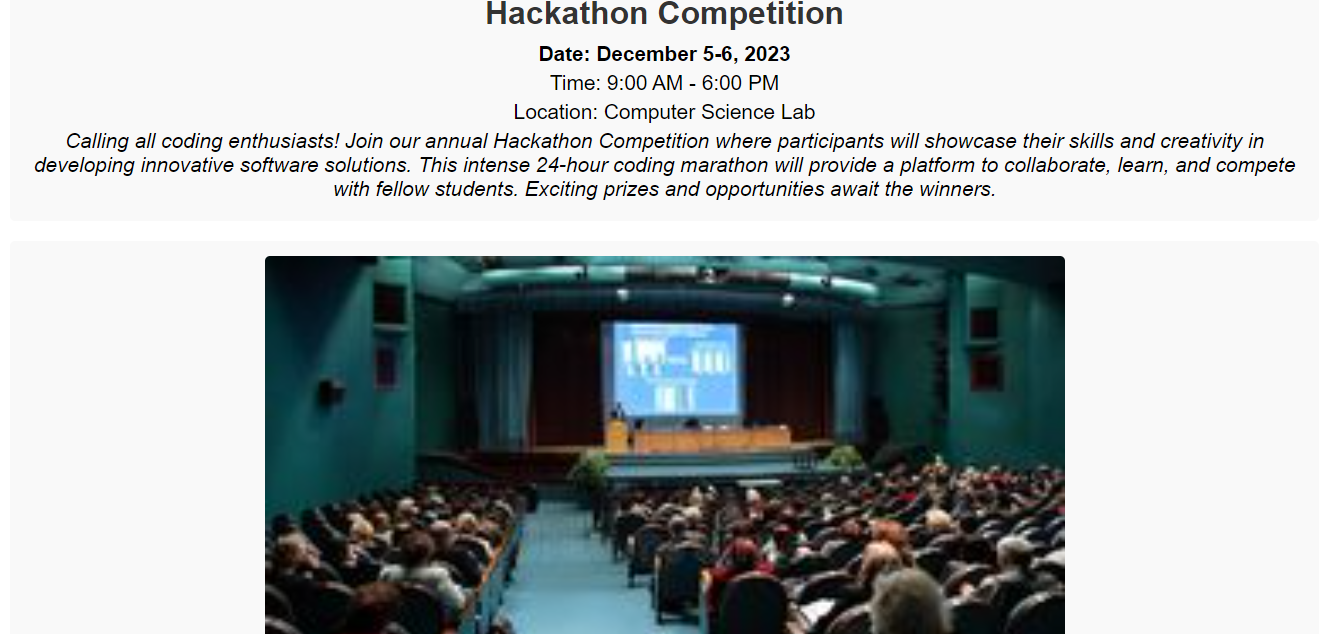 Hackathon Competition
Date: December 5-6, 2023
Time: 9:00 AM - 6:00 PM
Location: Computer Science Lab
Calling all coding enthusiasts! Join our annual Hackathon Competition where participants will showcase their skills and creativity in
developing innovative software solutions. This intense 24-hour coding marathon will provide a platform to collaborate, learn, and compete
with fellow students. Exciting prizes and opportunities await the winners.